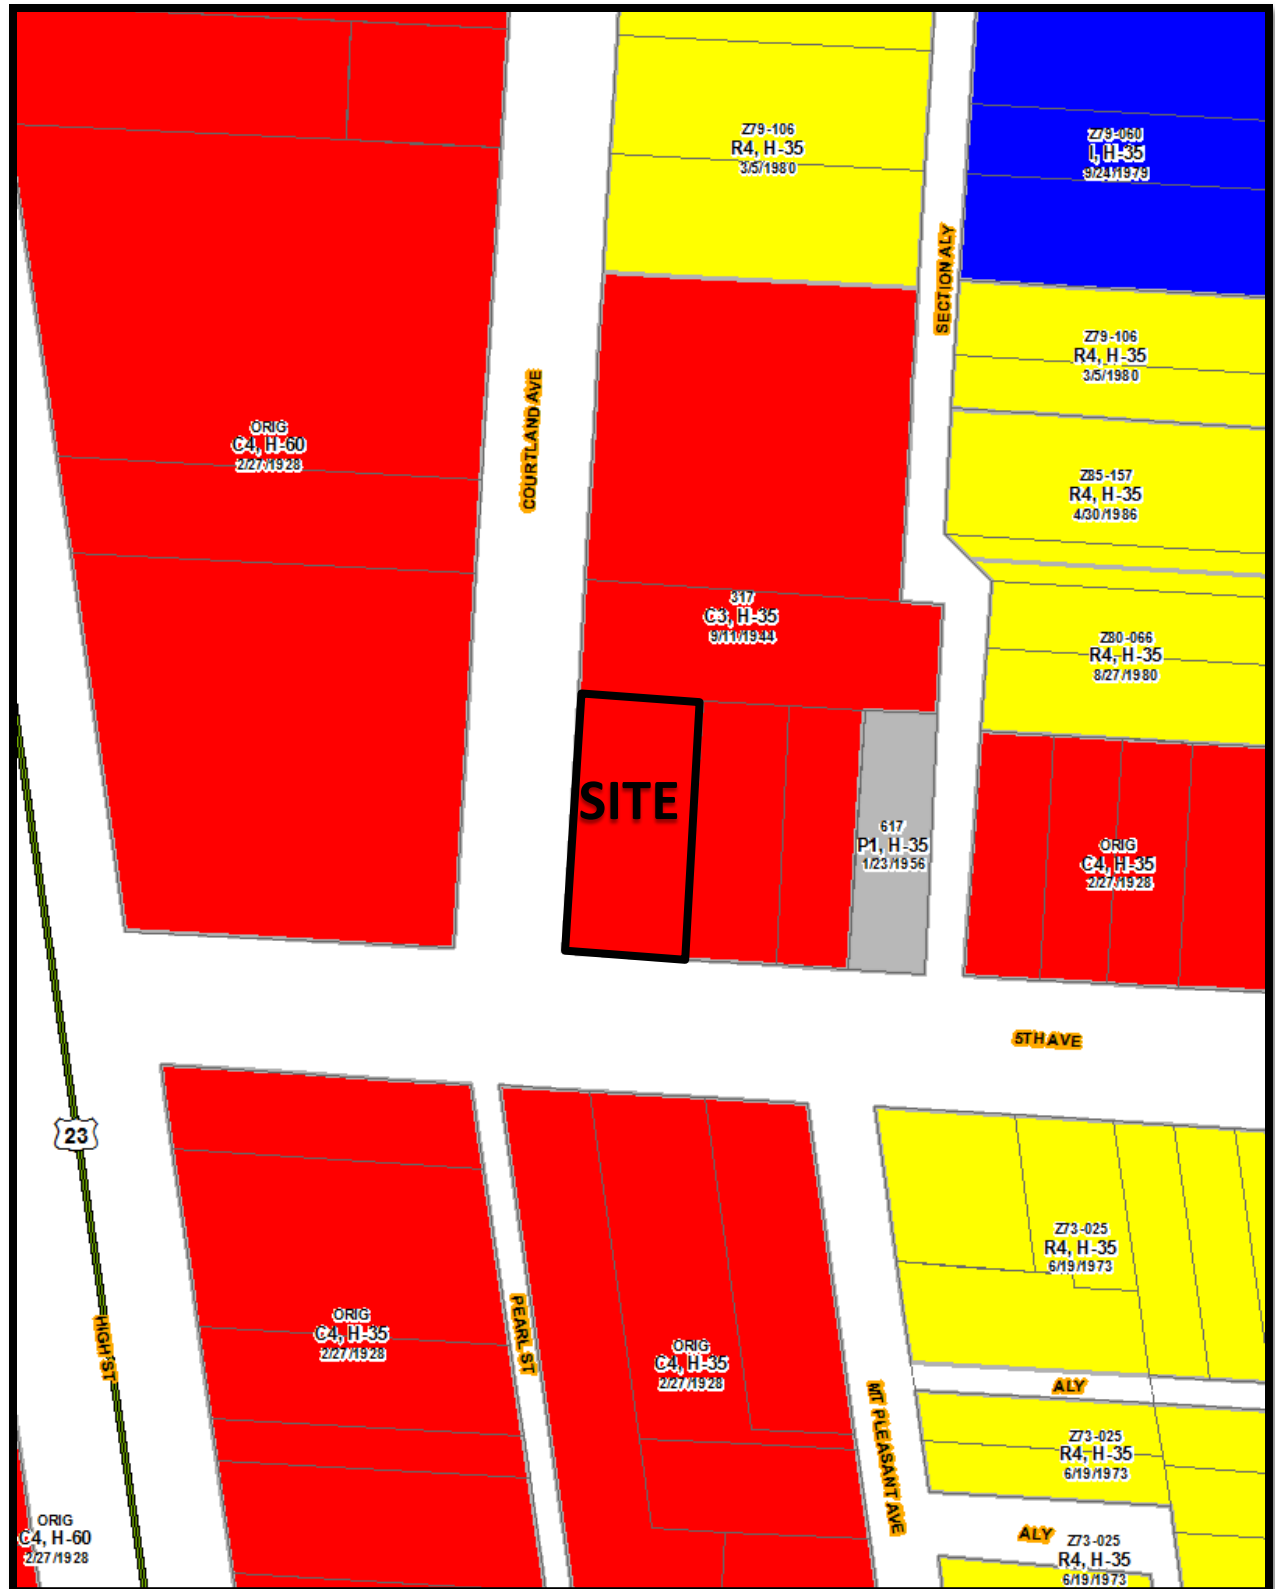 Z79-106
R4, H-35
3/5/1980
Z79-060
I, H-35
9/24/1979
SECTION ALY
Z79-106
R4, H-35
3/5/1980
COURTLAND AVE
ORIG
C4, H-60
2/27/1928
Z85-157
R4, H-35
4/30/1986
317
C3, H-35
9/11/1944
Z80-066
R4, H-35
8/27/1980
SITE
617
P1, H-35
1/23/1956
ORIG
C4, H-35
2/27/1928
5TH AVE
23
Z73-025
R4, H-35
6/19/1973
HIGH ST
ORIG
C4, H-35
2/27/1928
PEARL ST
ORIG
C4, H-35
2/27/1928
MT PLEASANT AVE
ALY
Z73-025
R4, H-35
6/19/1973
ORIG
C4, H-60
2/27/1928
ALY
Z73-025
R4, H-35
6/19/1973